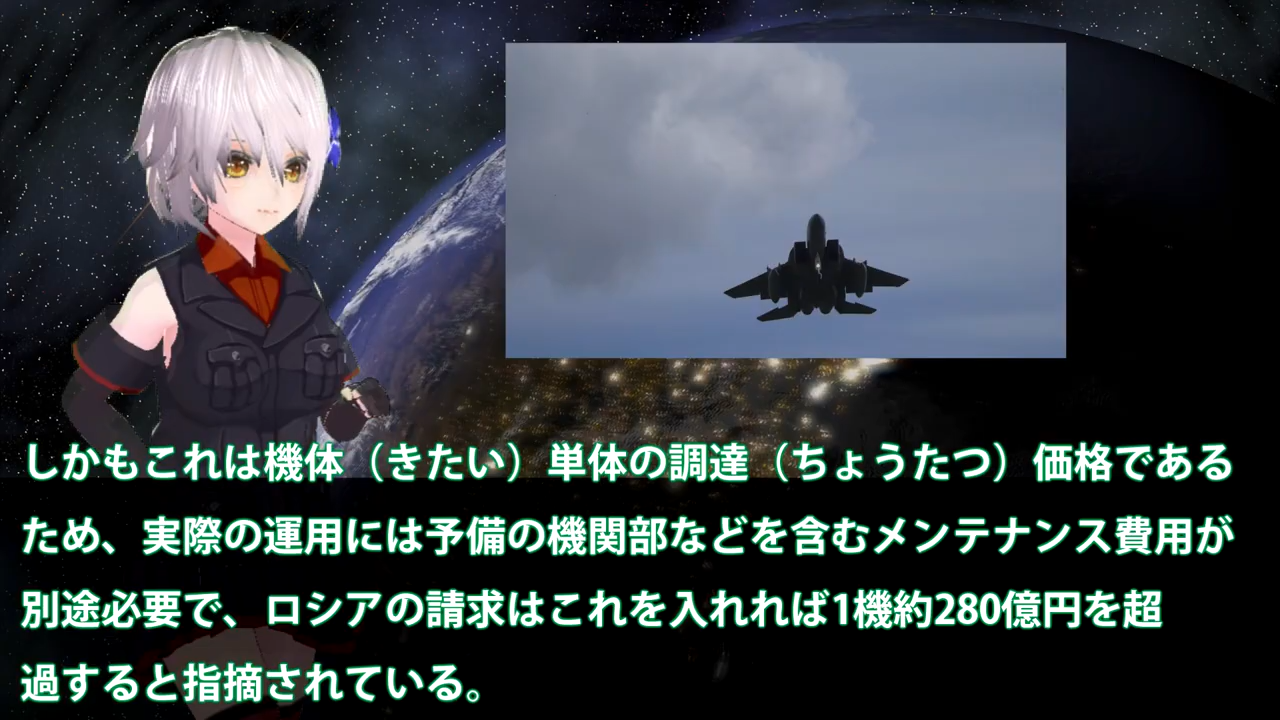 しかもこれは機体（きたい）単体の調達（ちょうたつ）価格である
ため、実際の運用には予備の機関部などを含むメンテナンス費用が
別途必要で、ロシアの請求はこれを入れれば1機約280億円を超
過すると指摘されている。